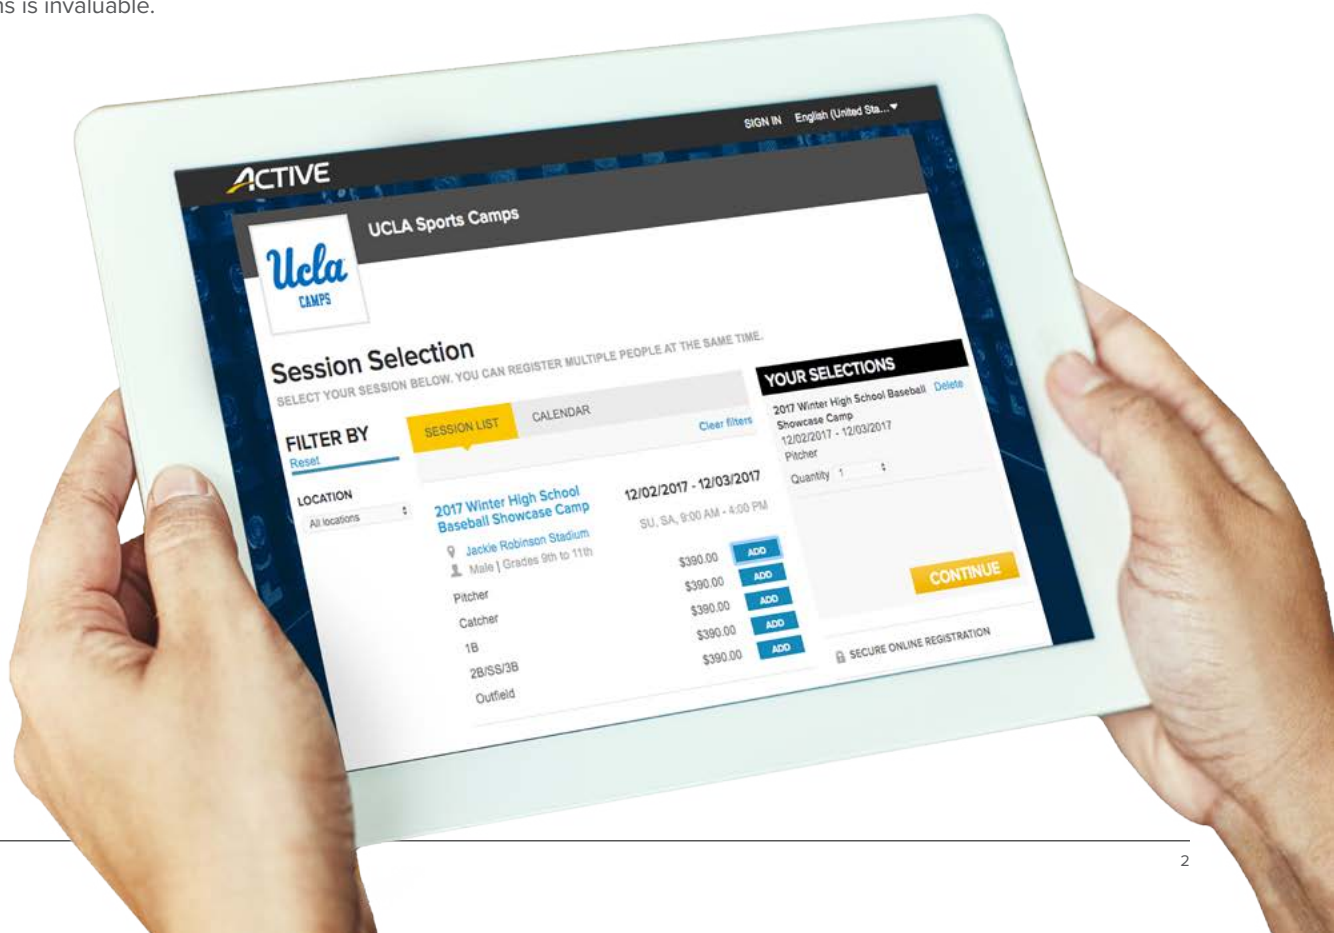 ns is invaluable.
SIGN IN English (United Sta...
ACTIVE
UCLA Sports Camps
Ucla
CAMPS
Session Selection
SELECT YOUR SESSION BELOW. YOU CAN REGISTER MULTIPLE PEOPLE AT THE SAME TIME.
FILTER BY
Reset
LOCATION
All locations
SESSION LIST
CALENDAR
Clear filters
2017 Winter High School
Baseball Showcase Camp
12/02/2017 - 12/03/2017
Jackie Robinson Stadium
SU, SA, 9:00 AM - 4:00 PM
Male | Grades 9th to 11th
Pitcher $390.00 ADD
Catcher $390.00 ADD
1B $390.00 ADD
2B/SS/3B $390.00 ADD
Outfield $390.00 ADD
YOUR SELECTIONS
2017 Winter High School Baseball Delete
Showcase Camp
12/02/2017 - 12/03/2017
Pitcher
Quantity 1
CONTINUE
SECURE ONLINE REGISTRATION
2